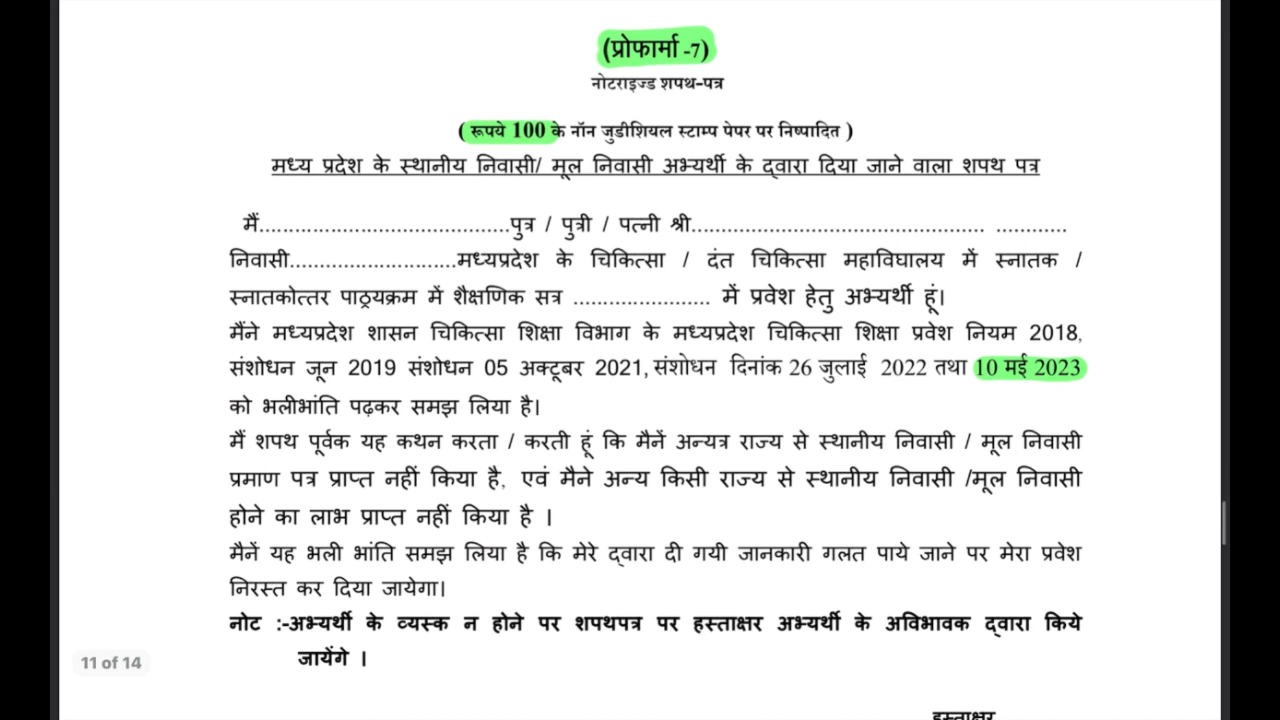 (प्रोफार्मा -7)
नोटराइज्ड शपथ-पत्र
( रूपये 100 के नॉन जुडीशियल स्टाम्प पेपर पर निष्पादित )
मध्य प्रदेश के स्थानीय निवासी/ मूल निवासी अभ्यर्थी के द्वारा दिया जाने वाला शपथ पत्र
मैं..........................................पुत्र / पुत्री / पत्नी श्री................................................. ............
निवासी............................मध्यप्रदेश के चिकित्सा / दंत चिकित्सा महाविघालय में स्नातक /
स्नातकोत्तर पाठ्रयक्रम में शैक्षणिक सत्र ....................... में प्रवेश हेतु अभ्यर्थी हूं।
मैंने मध्यप्रदेश शासन चिकित्सा शिक्षा विभाग के मध्यप्रदेश चिकित्सा शिक्षा प्रवेश नियम 2018,
संशोधन जून 2019 संशोधन 05 अक्टूबर 2021, संशोधन दिनांक 26 जुलाई 2022 तथा 10 मई 2023
को भलीभांति पढ़कर समझ लिया है।
मैं शपथ पूर्वक यह कथन करता / करती हूं कि मैनें अन्यत्र राज्य से स्थानीय निवासी / मूल निवासी
प्रमाण पत्र प्राप्त नहीं किया है, एवं मैने अन्य किसी राज्य से स्थानीय निवासी /मूल निवासी
होने का लाभ प्राप्त नहीं किया है ।
मैनें यह भली भांति समझ लिया है कि मेरे द्वारा दी गयी जानकारी गलत पाये जाने पर मेरा प्रवेश
निरस्त कर दिया जायेगा।
नोट :-अभ्यर्थी के व्यस्क न होने पर शपथपत्र पर हस्ताक्षर अभ्यर्थी के अविभावक द्वारा किये
जायेंगे ।
11 of 14
हस्ताक्षर